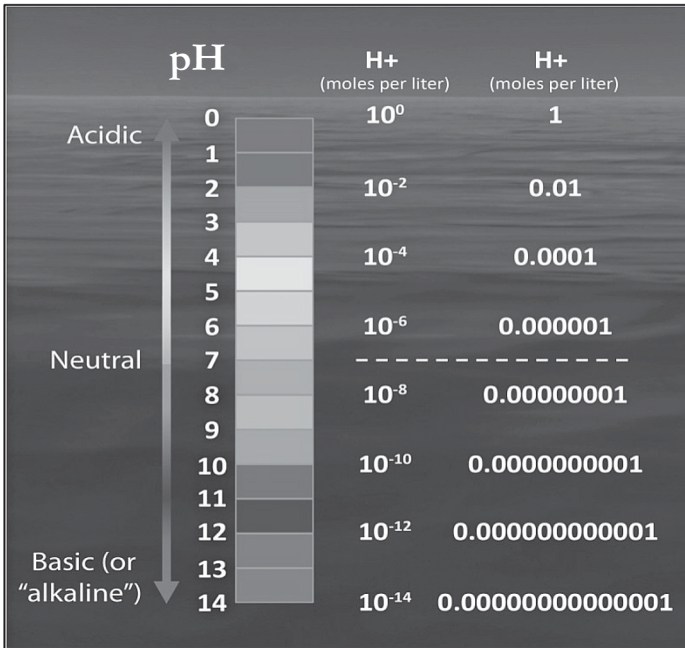 pH H+ H+
(moles per liter) (moles per liter)
0 10⁰ 1
Acidic
1
2 10⁻² 0.01
3
4 10⁻⁴ 0.0001
5
6 10⁻⁶ 0.000001
Neutral 7
8 10⁻⁸ 0.00000001
9
10 10⁻¹⁰ 0.0000000001
11
12 10⁻¹² 0.000000000001
Basic (or 13
“alkaline”) 14 10⁻¹⁴ 0.00000000000001